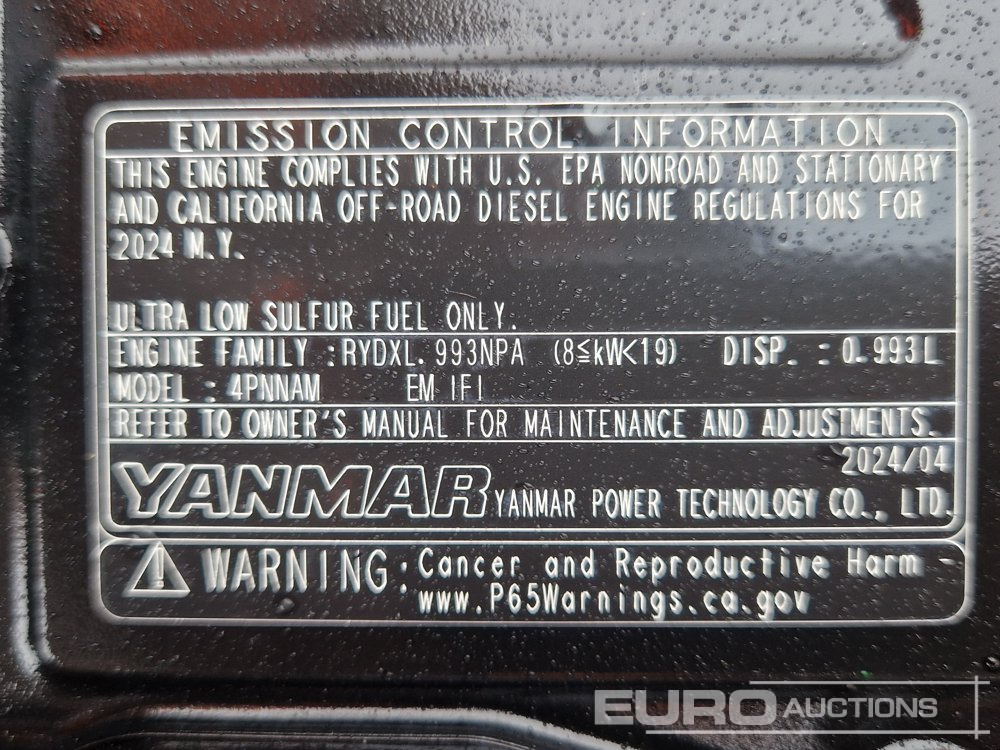 EMISSION CONTROL INFORMATION
THIS ENGINE COMPLIES WITH U.S. EPA NONROAD AND STATIONARY
AND CALIFORNIA OFF-ROAD DIESEL ENGINE REGULATIONS FOR
2024 M.Y.
ULTRA LOW SULFUR FUEL ONLY.
ENGINE FAMILY : RYDXL.993NPA (8≦kW<19) DISP. : 0.993L
MODEL : 4PNNAM EM IFI
REFER TO OWNER'S MANUAL FOR MAINTENANCE AND ADJUSTMENTS.
2024/04
YANMAR YANMAR POWER TECHNOLOGY CO., LTD.
⚠ WARNING: Cancer and Reproductive Harm -
www.P65Warnings.ca.gov
EURO AUCTIONS